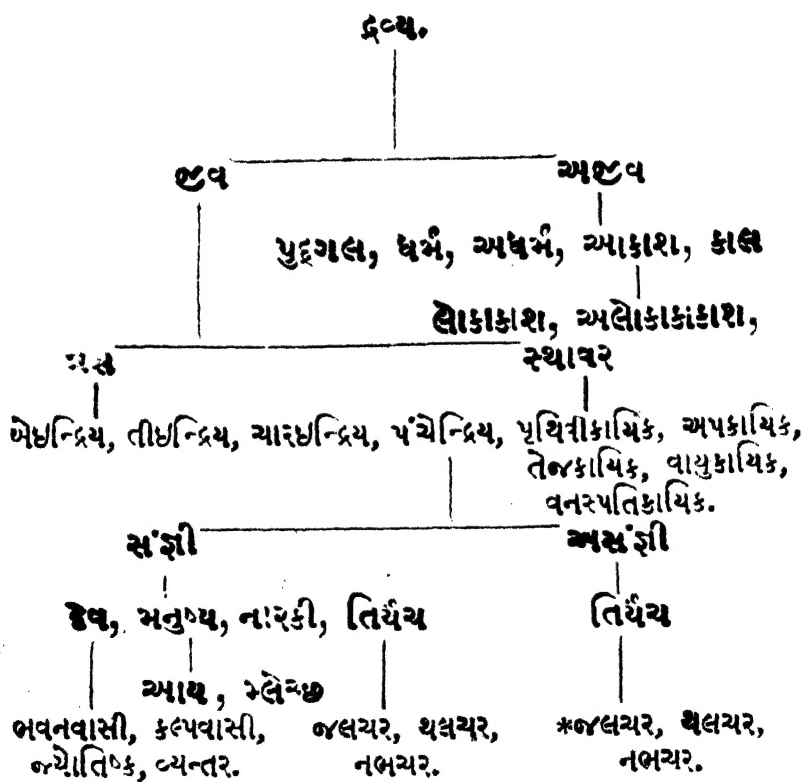 દ્રવ્ય.
જીવ અજીવ
પુદ્ગલ, ધર્મ, અધર્મ, આકાશ, કાલ
લોકાકાશ, અલોકાકાંકાશ,
ત્રસ સ્થાવર
બેઇન્દ્રિય, તીઇન્દ્રિય, ચારઇન્દ્રિય, પંચેન્દ્રિય, પૃથિવીકાયિક, અપકાયિક,
તેજકાયિક, વાયુકાયિક,
વનસ્પતિકાયિક.
સંજ્ઞી અસંજ્ઞી
દેવ, મનુષ્ય, નારકી, તિર્યંચ તિર્યંચ
આર્ય, મ્લેચ્છ
ભવનવાસી, કલ્પવાસી, જલચર, થલચર, *જલચર, થલચર,
જ્યોતિષ્ક, વ્યન્તર. નભચર. નભચર.